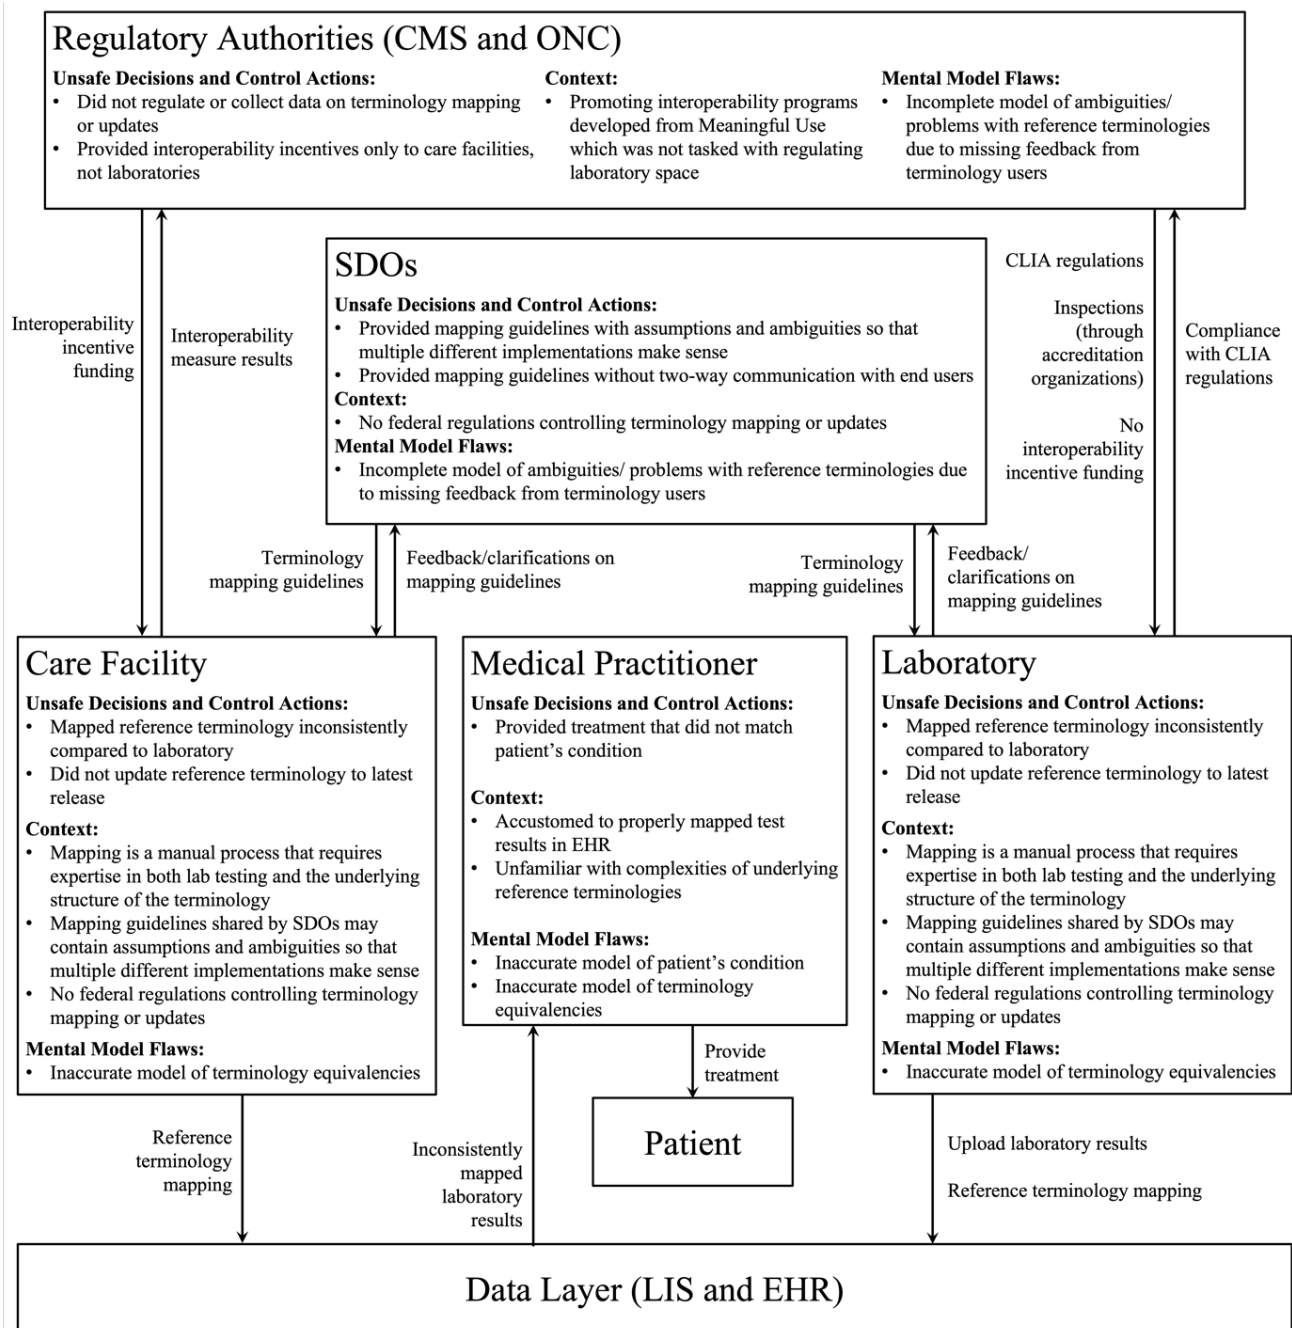 Regulatory Authorities (CMS and ONC)
Unsafe Decisions and Control Actions:
• Did not regulate or collect data on terminology mapping
or updates
• Provided interoperability incentives only to care facilities,
not laboratories
Context:
• Promoting interoperability programs
developed from Meaningful Use
which was not tasked with regulating
laboratory space
Mental Model Flaws:
• Incomplete model of ambiguities/
problems with reference terminologies
due to missing feedback from
terminology users
Interoperability
incentive
funding
Interoperability
measure results
SDOs
Unsafe Decisions and Control Actions:
• Provided mapping guidelines with assumptions and ambiguities so that
multiple different implementations make sense
• Provided mapping guidelines without two-way communication with end users
Context:
• No federal regulations controlling terminology mapping or updates
Mental Model Flaws:
• Incomplete model of ambiguities/ problems with reference terminologies due
to missing feedback from terminology users
CLIA regulations
Inspections
(through
accreditation
organizations)
No
interoperability
incentive funding
Compliance
with CLIA
regulations
Terminology
mapping guidelines
Feedback/clarifications on
mapping guidelines
Terminology
mapping guidelines
Feedback/
clarifications on
mapping guidelines
Care Facility
Unsafe Decisions and Control Actions:
• Mapped reference terminology inconsistently
compared to laboratory
• Did not update reference terminology to latest
release
Context:
• Mapping is a manual process that requires
expertise in both lab testing and the underlying
structure of the terminology
• Mapping guidelines shared by SDOs may
contain assumptions and ambiguities so that
multiple different implementations make sense
• No federal regulations controlling terminology
mapping or updates
Mental Model Flaws:
• Inaccurate model of terminology equivalencies
Medical Practitioner
Unsafe Decisions and Control Actions:
• Provided treatment that did not match
patient’s condition
Context:
• Accustomed to properly mapped test
results in EHR
• Unfamiliar with complexities of underlying
reference terminologies
Mental Model Flaws:
• Inaccurate model of patient’s condition
• Inaccurate model of terminology
equivalencies
Laboratory
Unsafe Decisions and Control Actions:
• Mapped reference terminology inconsistently
compared to laboratory
• Did not update reference terminology to latest
release
Context:
• Mapping is a manual process that requires
expertise in both lab testing and the underlying
structure of the terminology
• Mapping guidelines shared by SDOs may
contain assumptions and ambiguities so that
multiple different implementations make sense
• No federal regulations controlling terminology
mapping or updates
Mental Model Flaws:
• Inaccurate model of terminology equivalencies
Reference
terminology
mapping
Inconsistently
mapped
laboratory
results
Provide
treatment
Patient
Upload laboratory results
Reference terminology mapping
Data Layer (LIS and EHR)